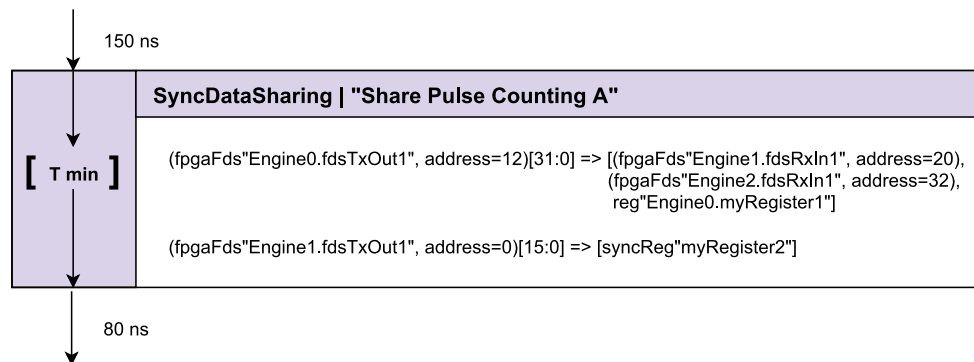 150 ns
SyncDataSharing | "Share Pulse Counting A"
[ T min ]
(fpgaFds"Engine0.fdsTxOut1", address=12)[31:0] => [(fpgaFds"Engine1.fdsRxIn1", address=20),
(fpgaFds"Engine2.fdsRxIn1", address=32),
reg"Engine0.myRegister1"]
(fpgaFds"Engine1.fdsTxOut1", address=0)[15:0] => [syncReg"myRegister2"]
80 ns